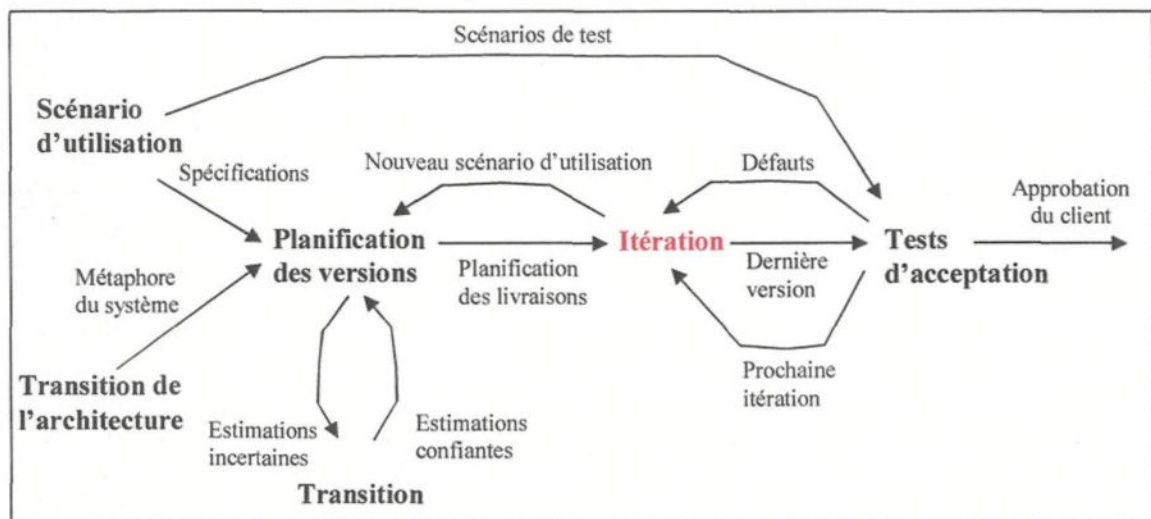 Scénarios de test
Scénario
d'utilisation
Nouveau scénario d'utilisation
Défauts
Spécifications
Approbation
du client
Planification
des versions
Itération
Tests
d'acceptation
Métaphore
du système
Planification
des livraisons
Dernière
version
Transition de
l'architecture
Prochaine
itération
Estimations
incertaines
Estimations
confiantes
Transition